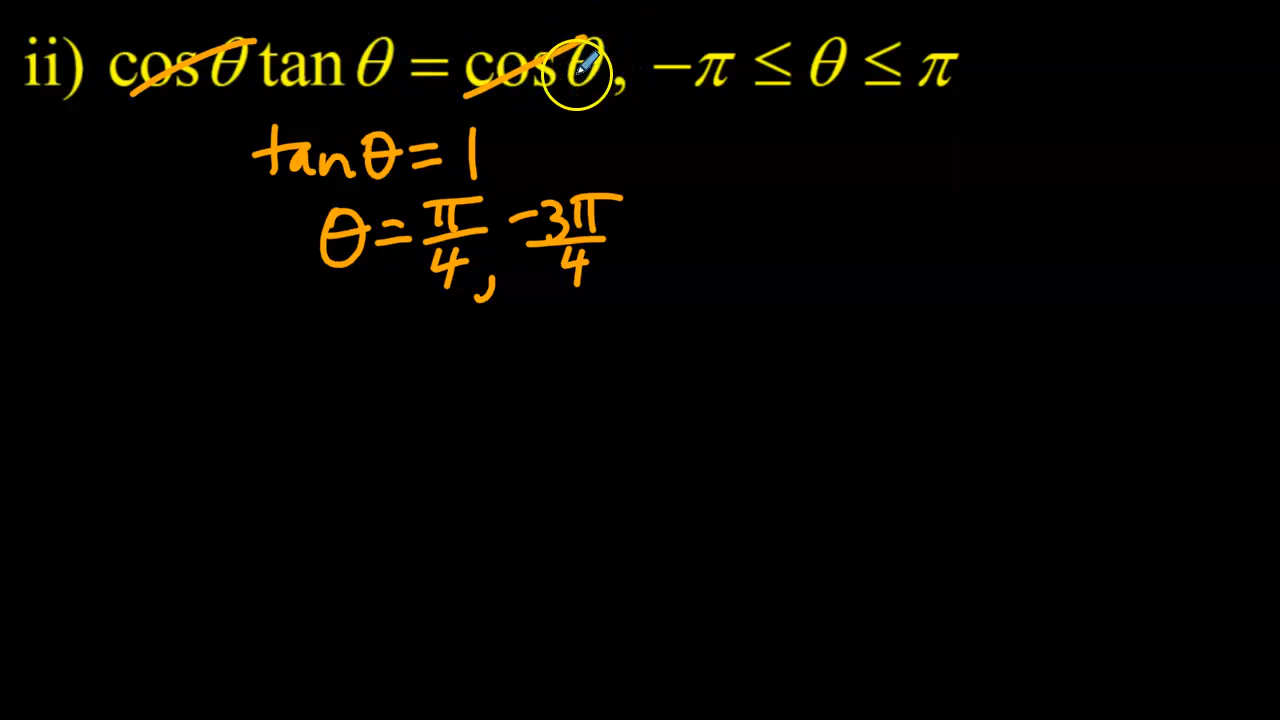 ii) cos θ tan θ = cos θ, −π ≤ θ ≤ π
tan θ = 1
θ = π/4, −3π/4